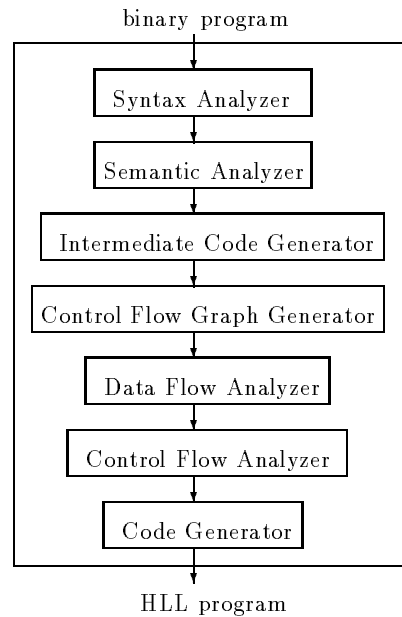 binary program
Syntax Analyzer
Semantic Analyzer
Intermediate Code Generator
Control Flow Graph Generator
Data Flow Analyzer
Control Flow Analyzer
Code Generator
HLL program